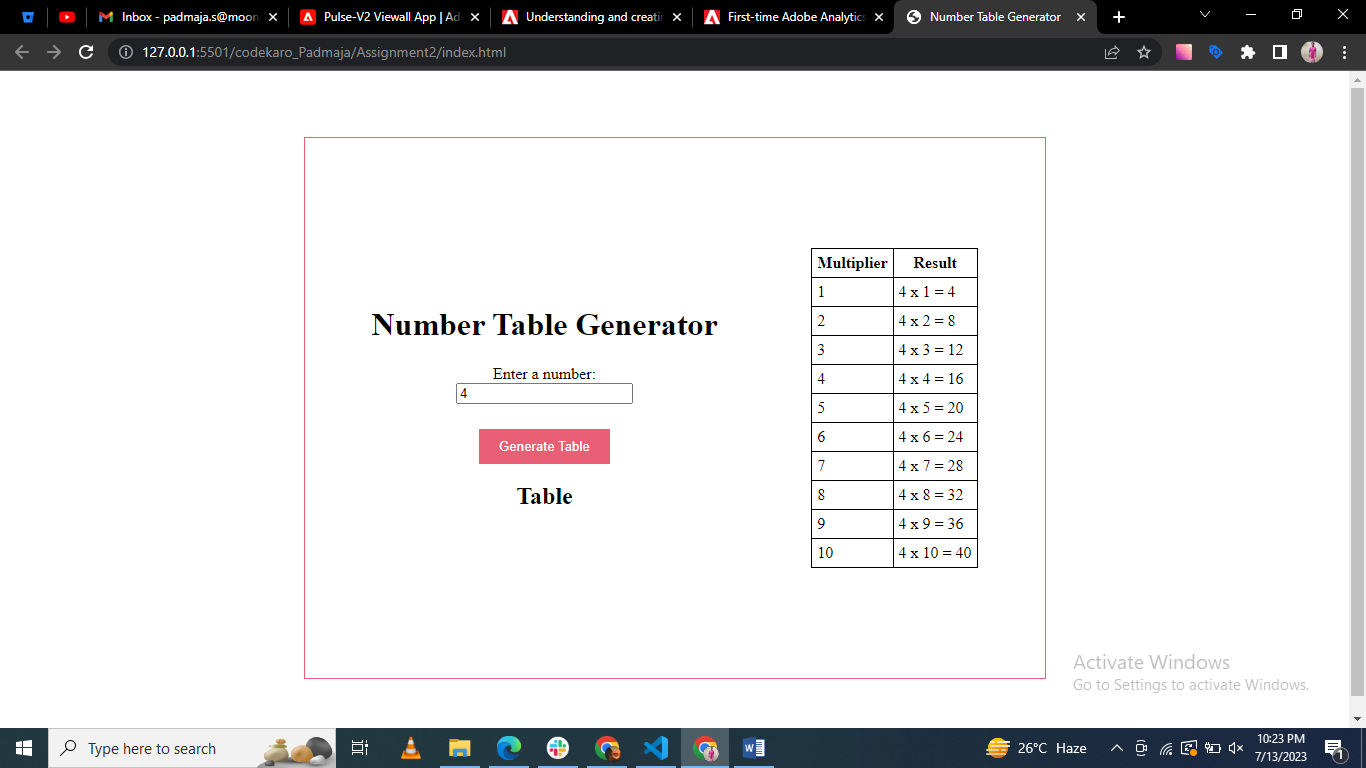 Inbox - padmaja.s@moon
Pulse-V2 Viewall App | Ad
Understanding and creati
First-time Adobe Analytics
Number Table Generator
127.0.0.1:5501/codekaro_Padmaja/Assignment2/index.html
Number Table Generator
Enter a number:
4
Generate Table
Table
Multiplier Result
1 4 x 1 = 4
2 4 x 2 = 8
3 4 x 3 = 12
4 4 x 4 = 16
5 4 x 5 = 20
6 4 x 6 = 24
7 4 x 7 = 28
8 4 x 8 = 32
9 4 x 9 = 36
10 4 x 10 = 40
Activate Windows
Go to Settings to activate Windows.
Type here to search
26°C Haze
10:23 PM
7/13/2023
1